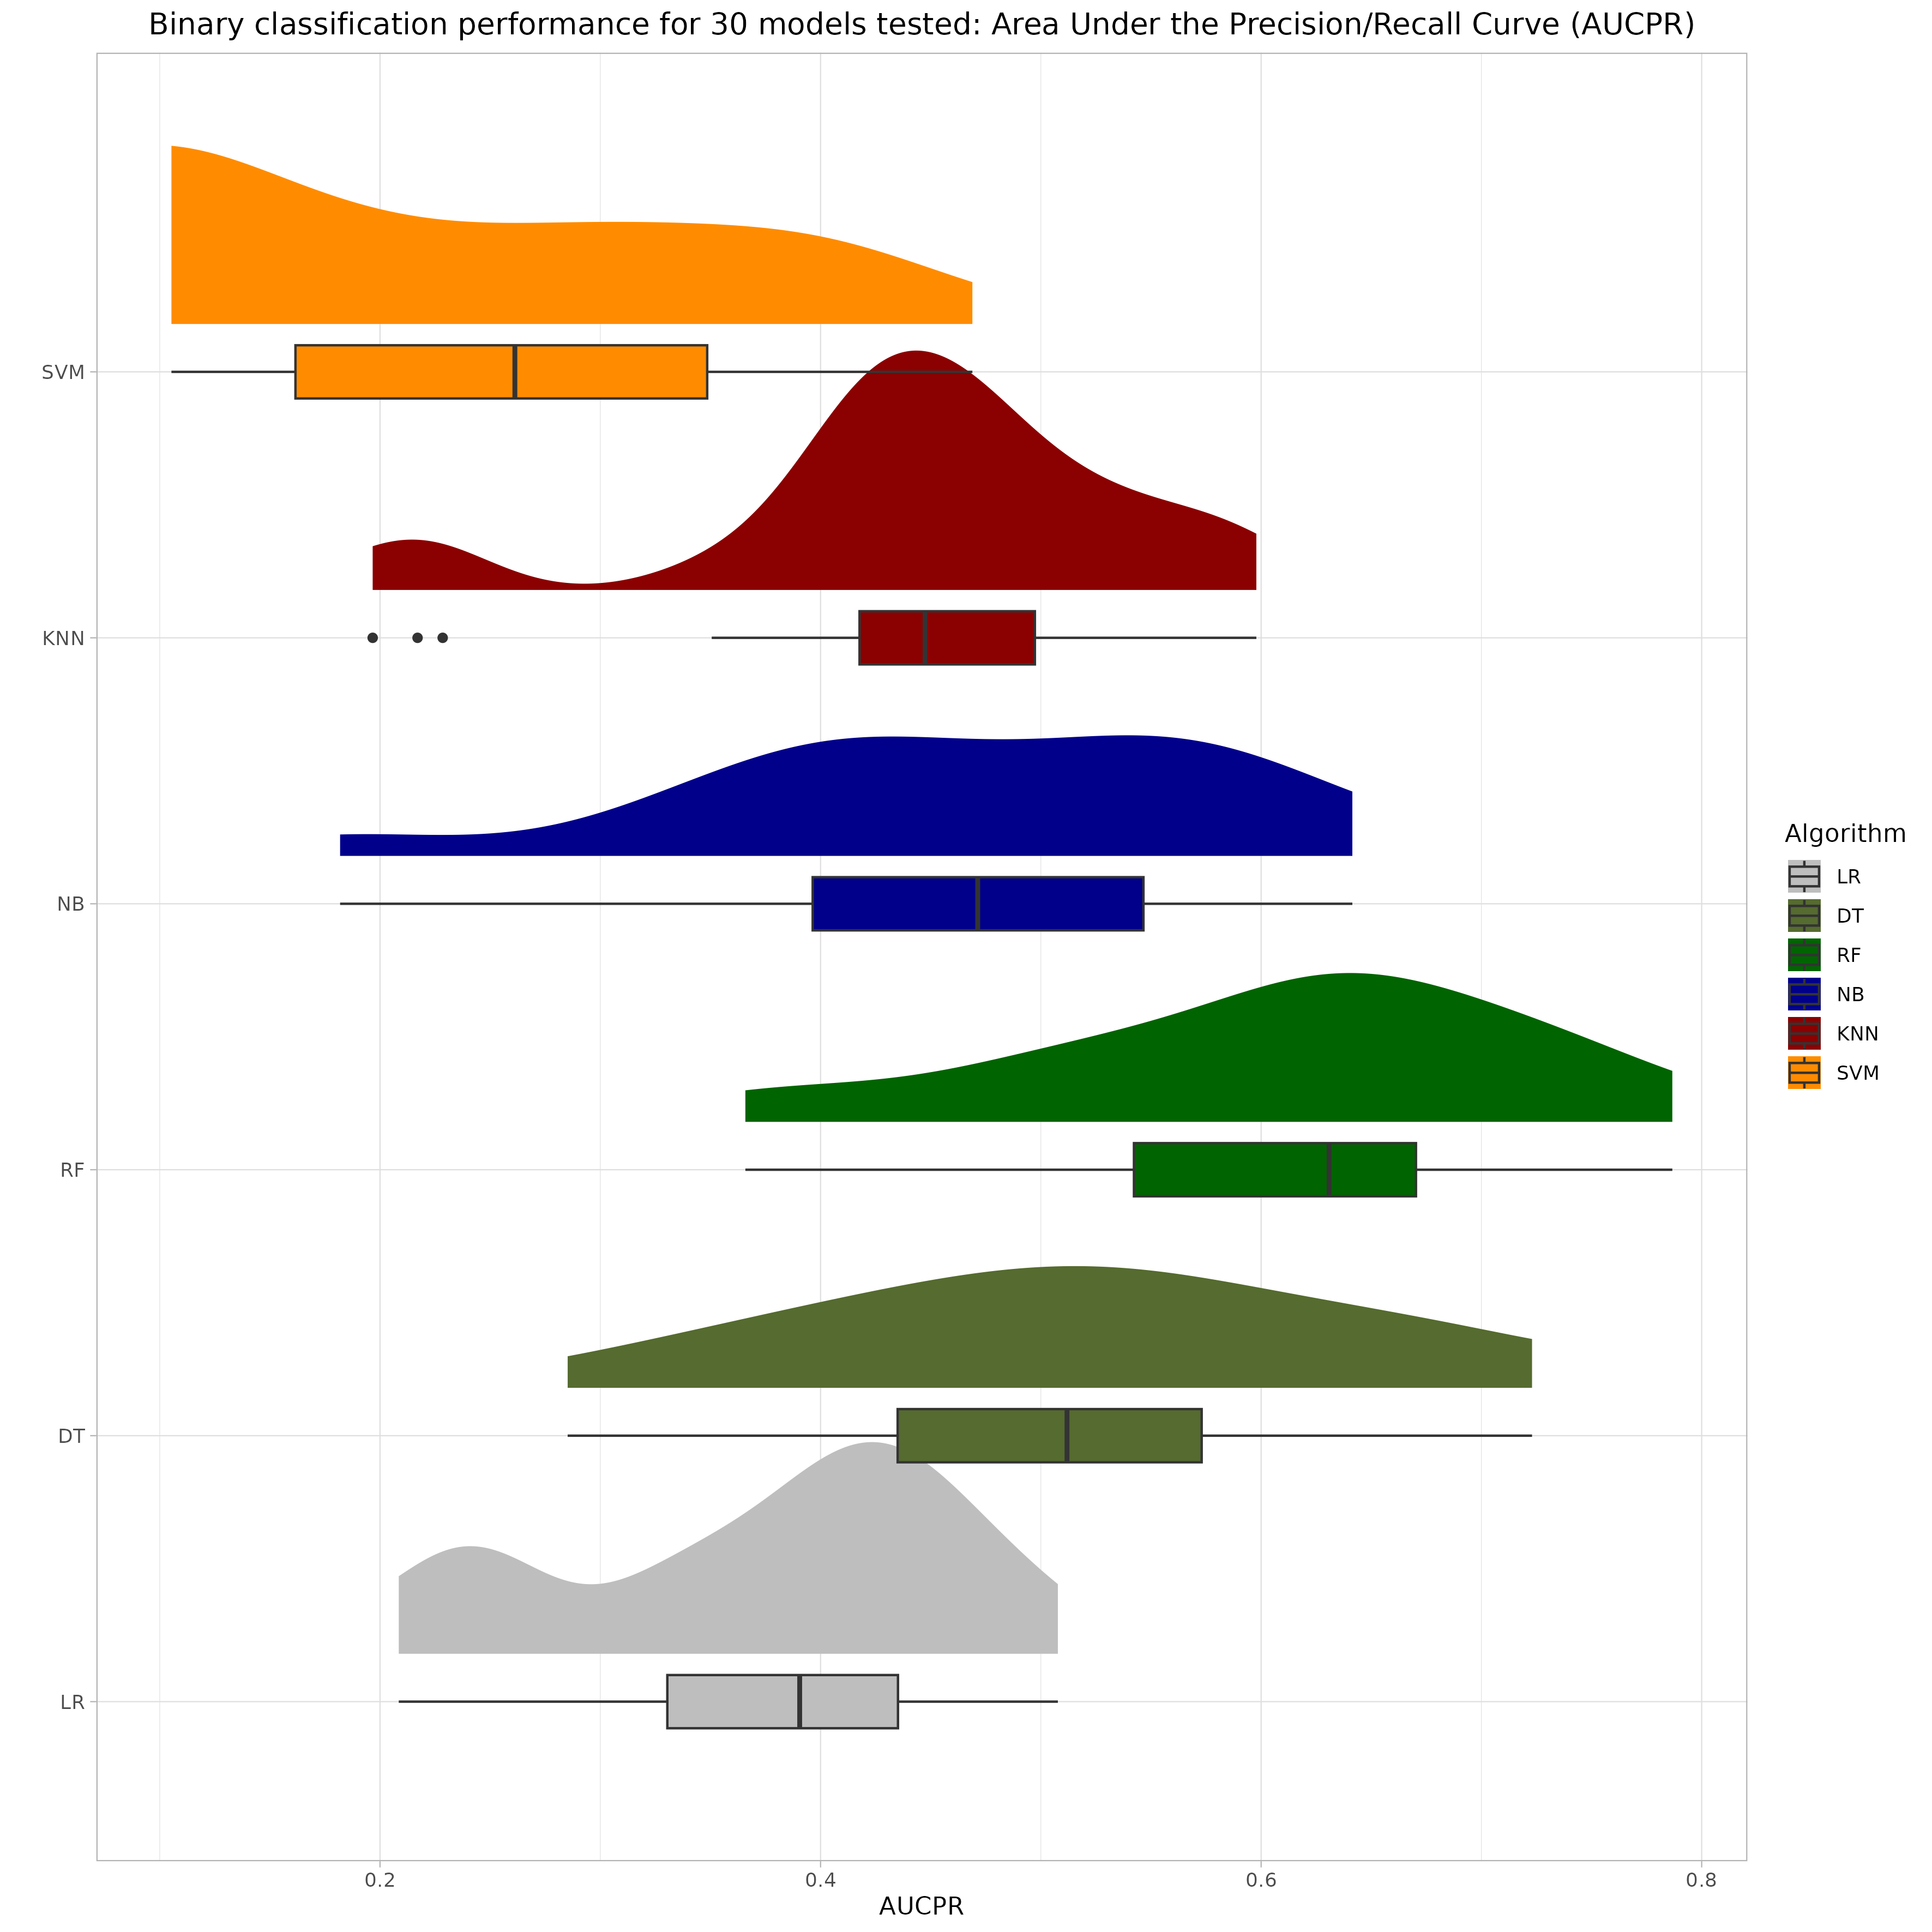 Binary classification performance for 30 models tested: Area Under the Precision/Recall Curve (AUCPR)
SVM
KNN
NB
RF
DT
LR
0.2 0.4 0.6 0.8
AUCPR
Algorithm
LR
DT
RF
NB
KNN
SVM